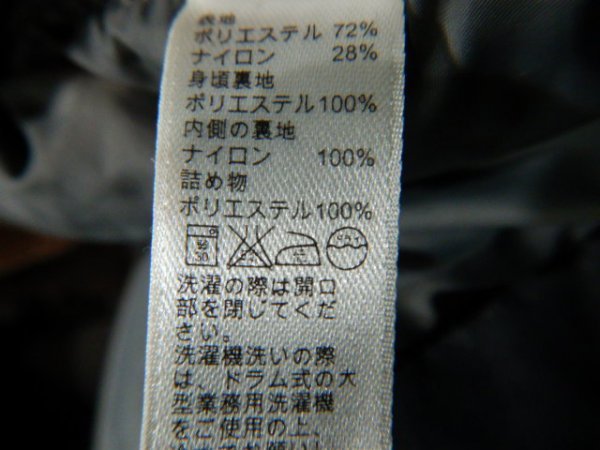 表地
ポリエステル 72%
ナイロン 28%
身頃裏地
ポリエステル100%
内側の裏地
ナイロン 100%
詰め物
ポリエステル100%
洗濯の際は開口
部を閉じてくだ
さい。
洗濯機洗いの際
は、ドラム式の大
型業務用洗濯機
をご使用の上、